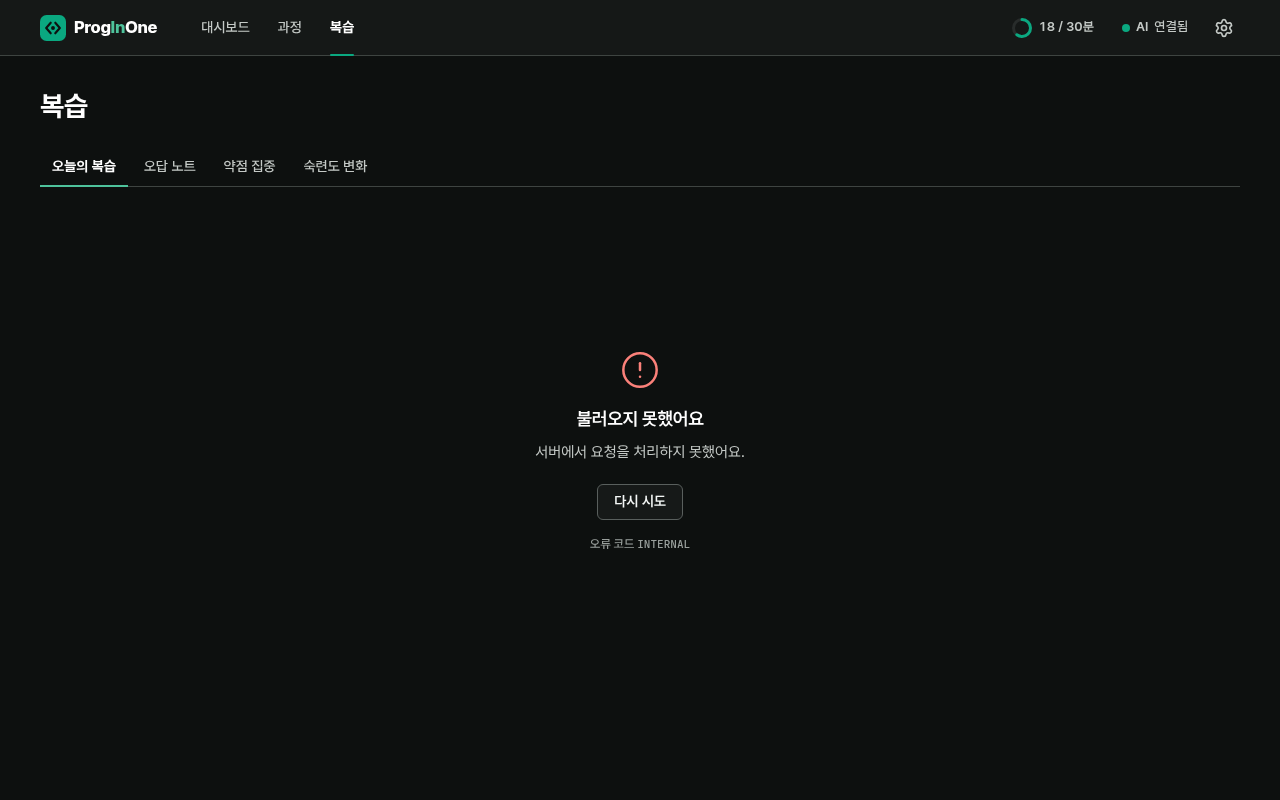 ProgInOne
대시보드
과정
복습
18 / 30분
AI 연결됨
복습
오늘의 복습
오답 노트
약점 집중
숙련도 변화
불러오지 못했어요
서버에서 요청을 처리하지 못했어요.
다시 시도
오류 코드 INTERNAL